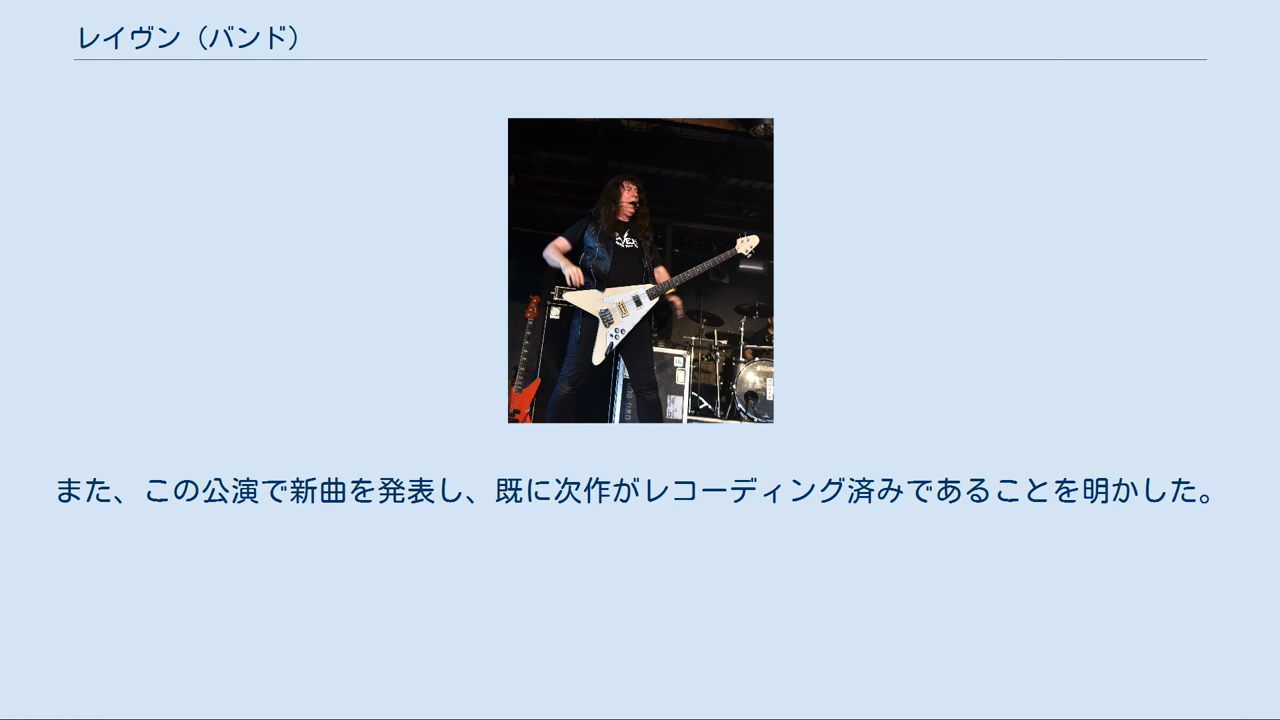 レイヴン（バンド）
また、この公演で新曲を発表し、既に次作がレコーディング済みであることを明かした。